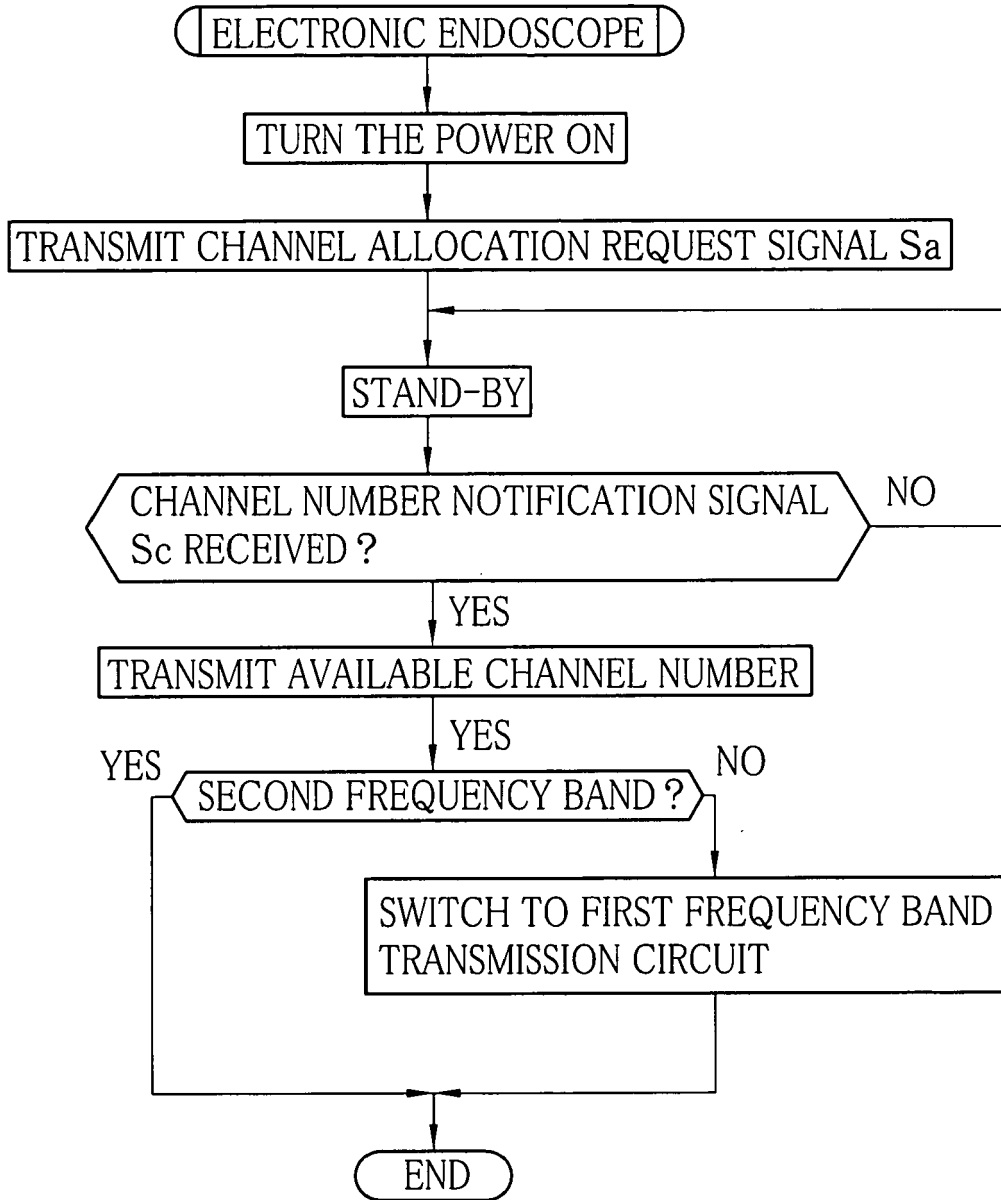 ELECTRONIC ENDOSCOPE
TURN THE POWER ON
TRANSMIT CHANNEL ALLOCATION REQUEST SIGNAL Sa
STAND-BY
CHANNEL NUMBER NOTIFICATION SIGNAL
Sc RECEIVED ?
NO
YES
TRANSMIT AVAILABLE CHANNEL NUMBER
YES
YES
SECOND FREQUENCY BAND ?
NO
SWITCH TO FIRST FREQUENCY BAND
TRANSMISSION CIRCUIT
END